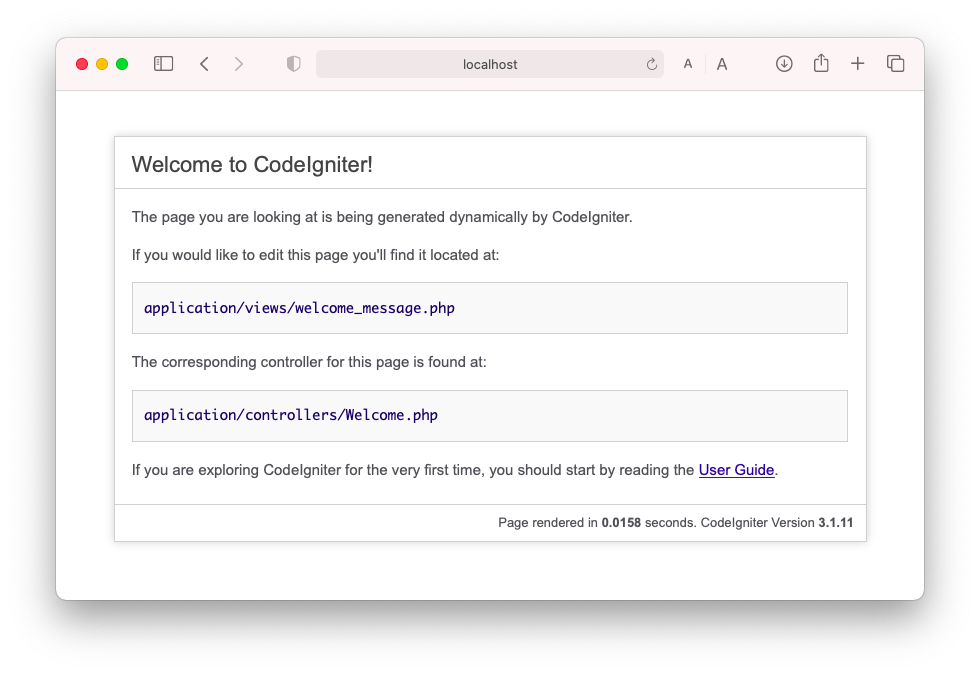 localhost
A A
Welcome to CodeIgniter!
The page you are looking at is being generated dynamically by CodeIgniter.
If you would like to edit this page you'll find it located at:
application/views/welcome_message.php
The corresponding controller for this page is found at:
application/controllers/Welcome.php
If you are exploring CodeIgniter for the very first time, you should start by reading the User Guide.
Page rendered in 0.0158 seconds. CodeIgniter Version 3.1.11